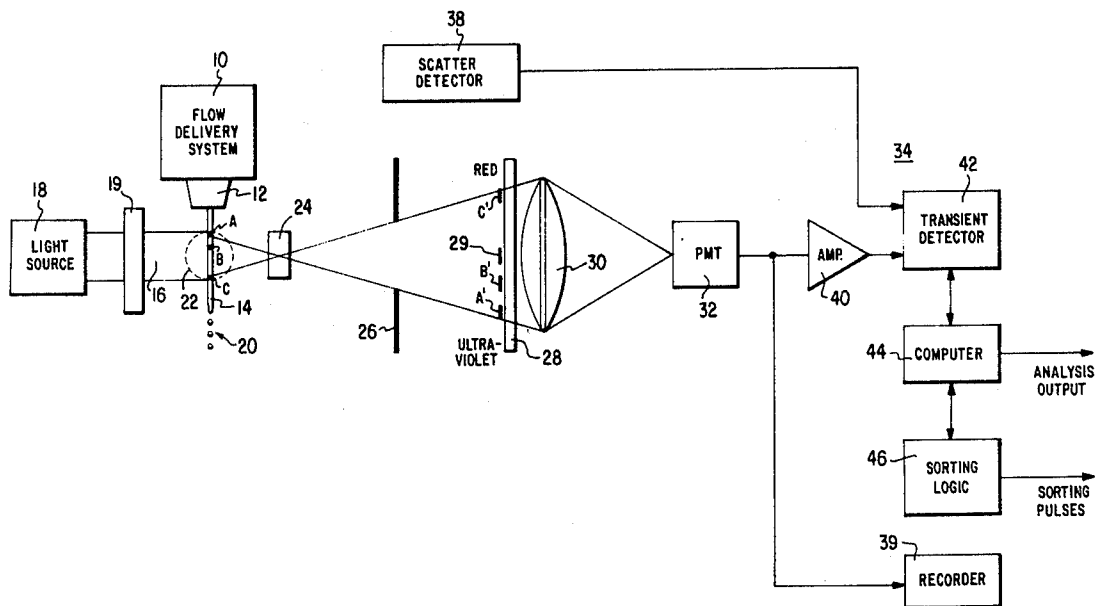 38
SCATTER
DETECTOR
10
FLOW
DELIVERY
SYSTEM
12
18
LIGHT
SOURCE
19
16
22
A
B
C
14
20
24
26
RED
C'
29
B'
A'
ULTRA-
VIOLET
28
30
PMT
32
34
AMP.
40
42
TRANSIENT
DETECTOR
44
COMPUTER
ANALYSIS
OUTPUT
46
SORTING
LOGIC
SORTING
PULSES
39
RECORDER